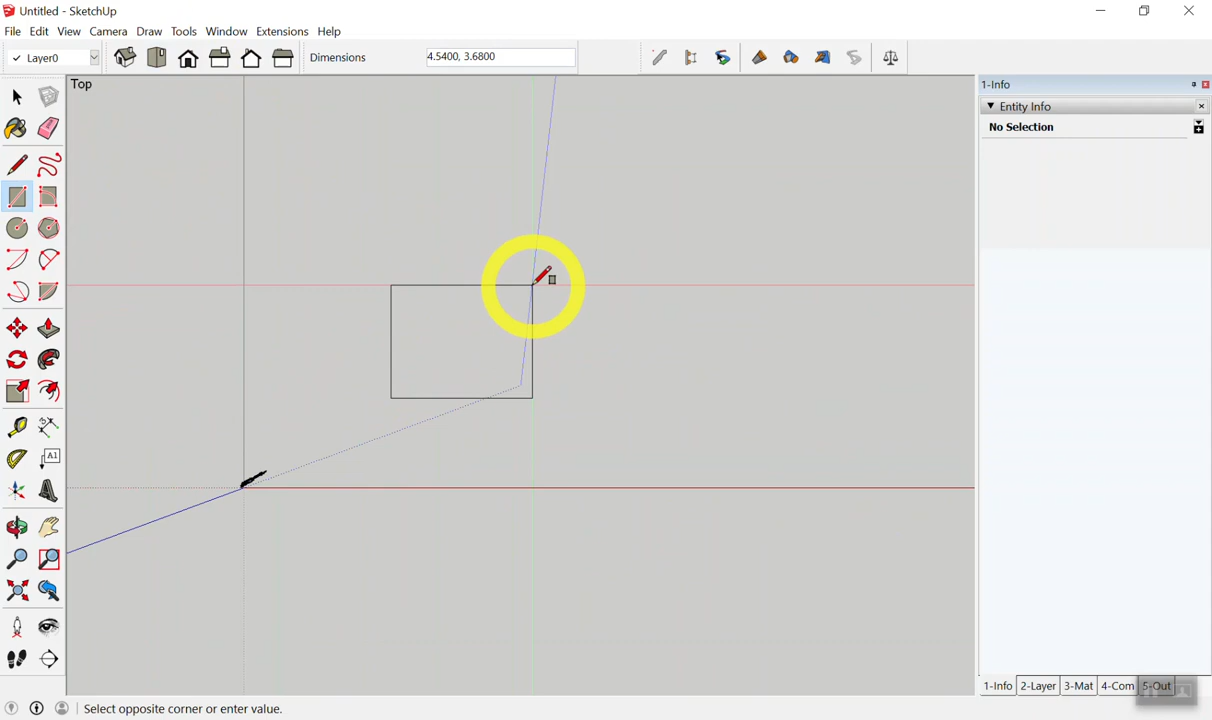 Untitled - SketchUp
File Edit View Camera Draw Tools Window Extensions Help
Layer0
Dimensions 4.5400, 3.6800
Top
1-Info
Entity Info
No Selection
A1
1-Info 2-Layer 3-Mat 4-Com 5-Out
Select opposite corner or enter value.